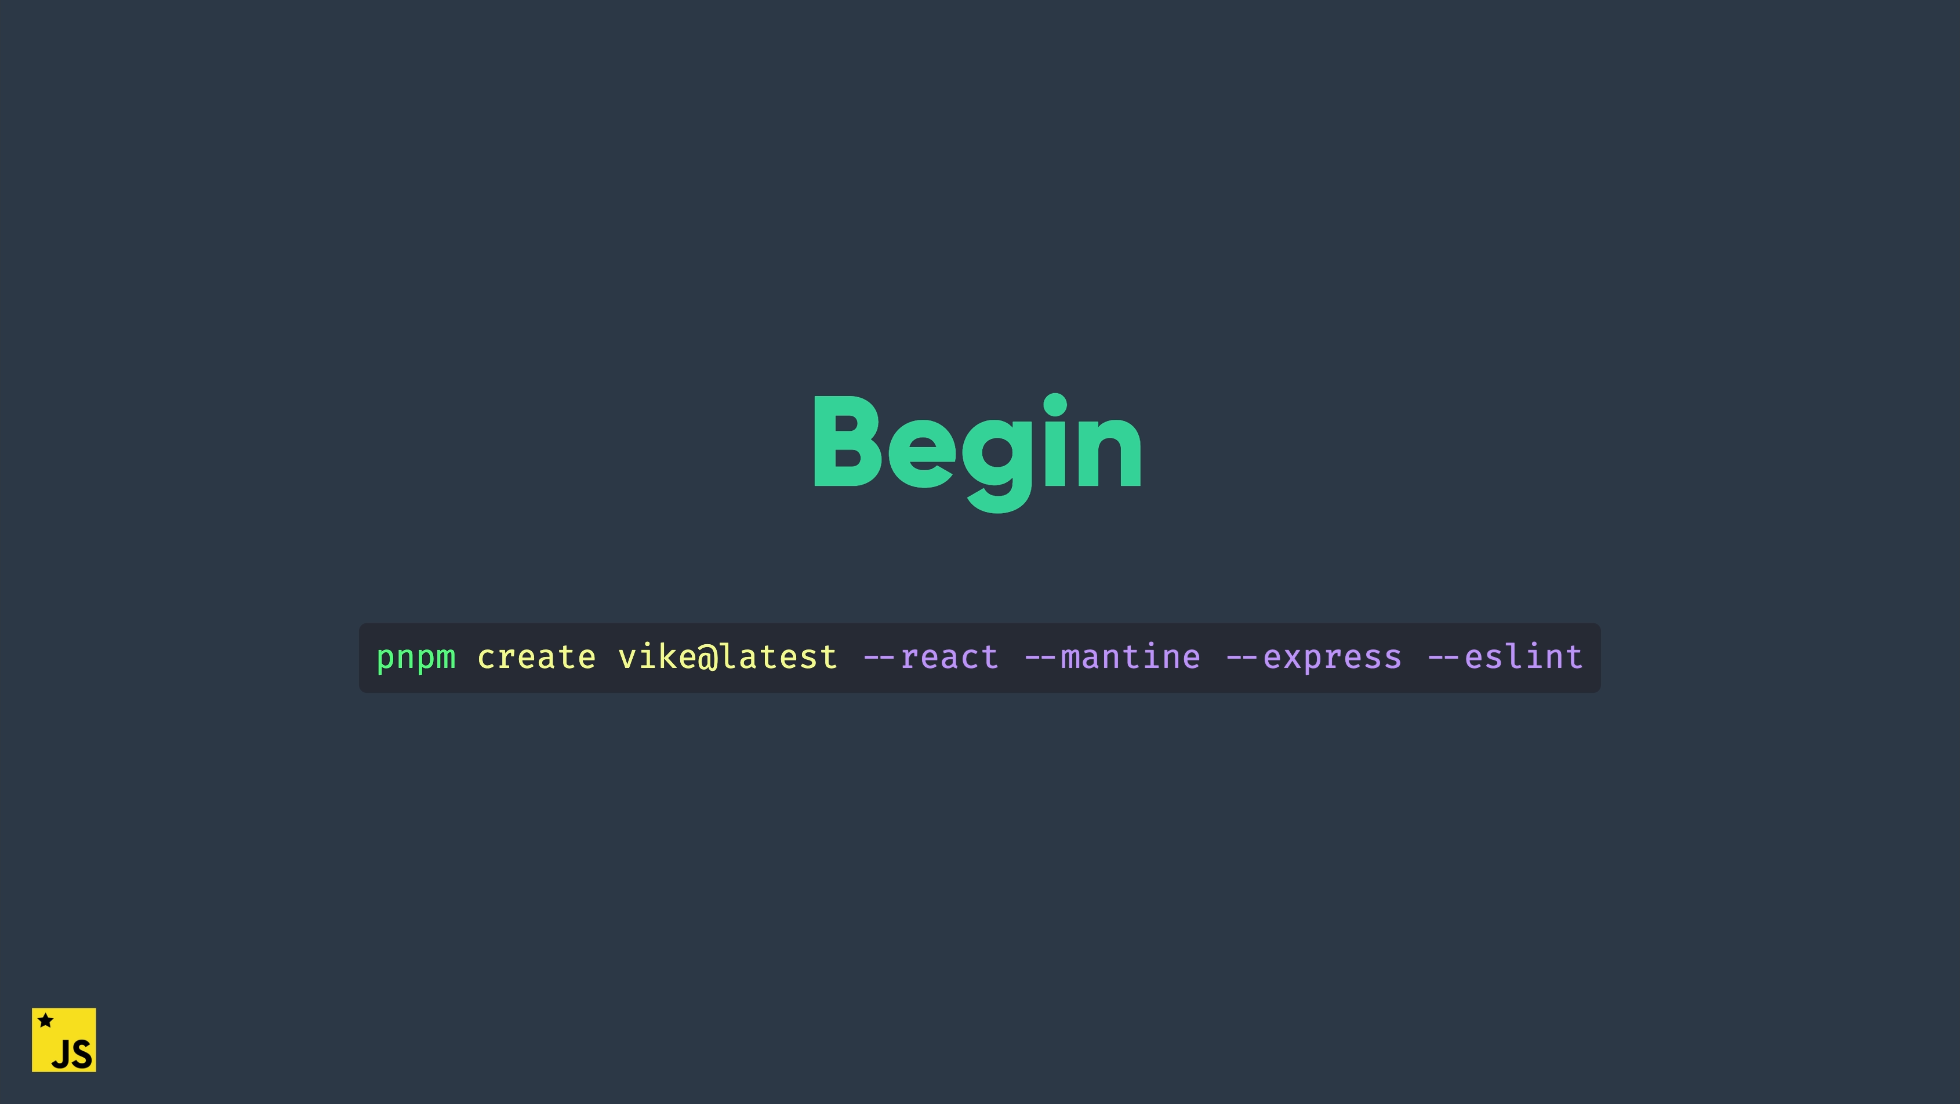 Begin
pnpm create vike@latest --react --mantine --express --eslint
JS